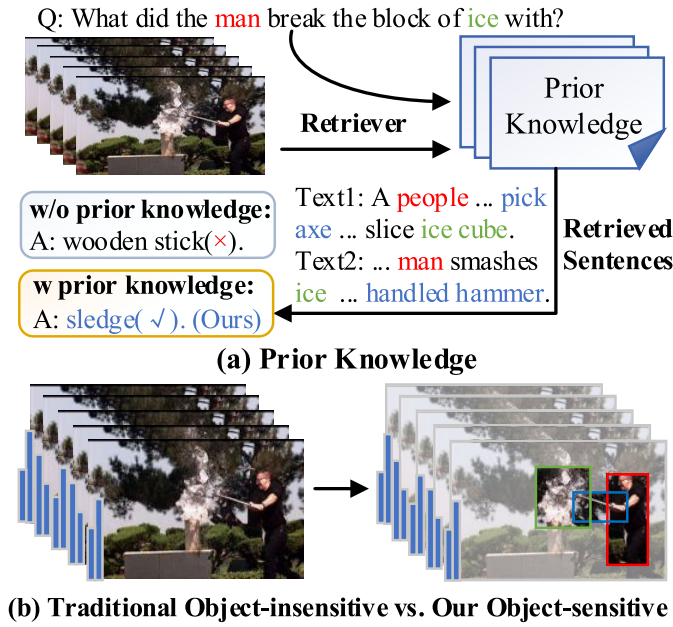 Q: What did the man break the block of ice with?
Prior
Knowledge
Retriever
w/o prior knowledge:
A: wooden stick(×).
Text1: A people ... pick
axe ... slice ice cube.
Text2: ... man smashes
ice ... handled hammer.
Retrieved
Sentences
w prior knowledge:
A: sledge( √ ). (Ours)
(a) Prior Knowledge
(b) Traditional Object-insensitive vs. Our Object-sensitive